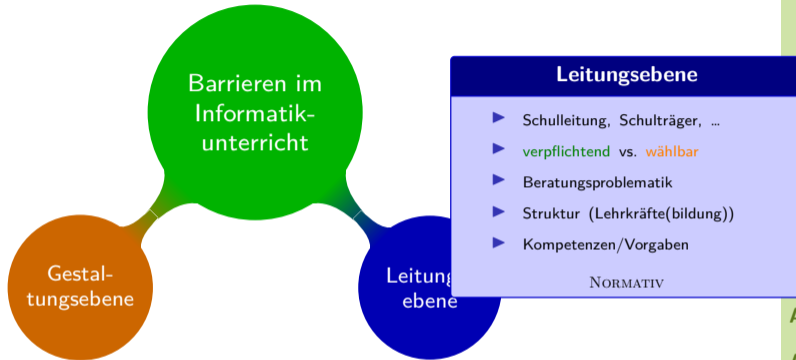 Barrieren im
Informatik-
unterricht
Gestal-
tungsebene
Leitung
ebene
Leitungsebene
Schulleitung, Schulträger, …
verpflichtend vs. wählbar
Beratungsproblematik
Struktur (Lehrkräfte(bildung))
Kompetenzen/Vorgaben
NORMATIV